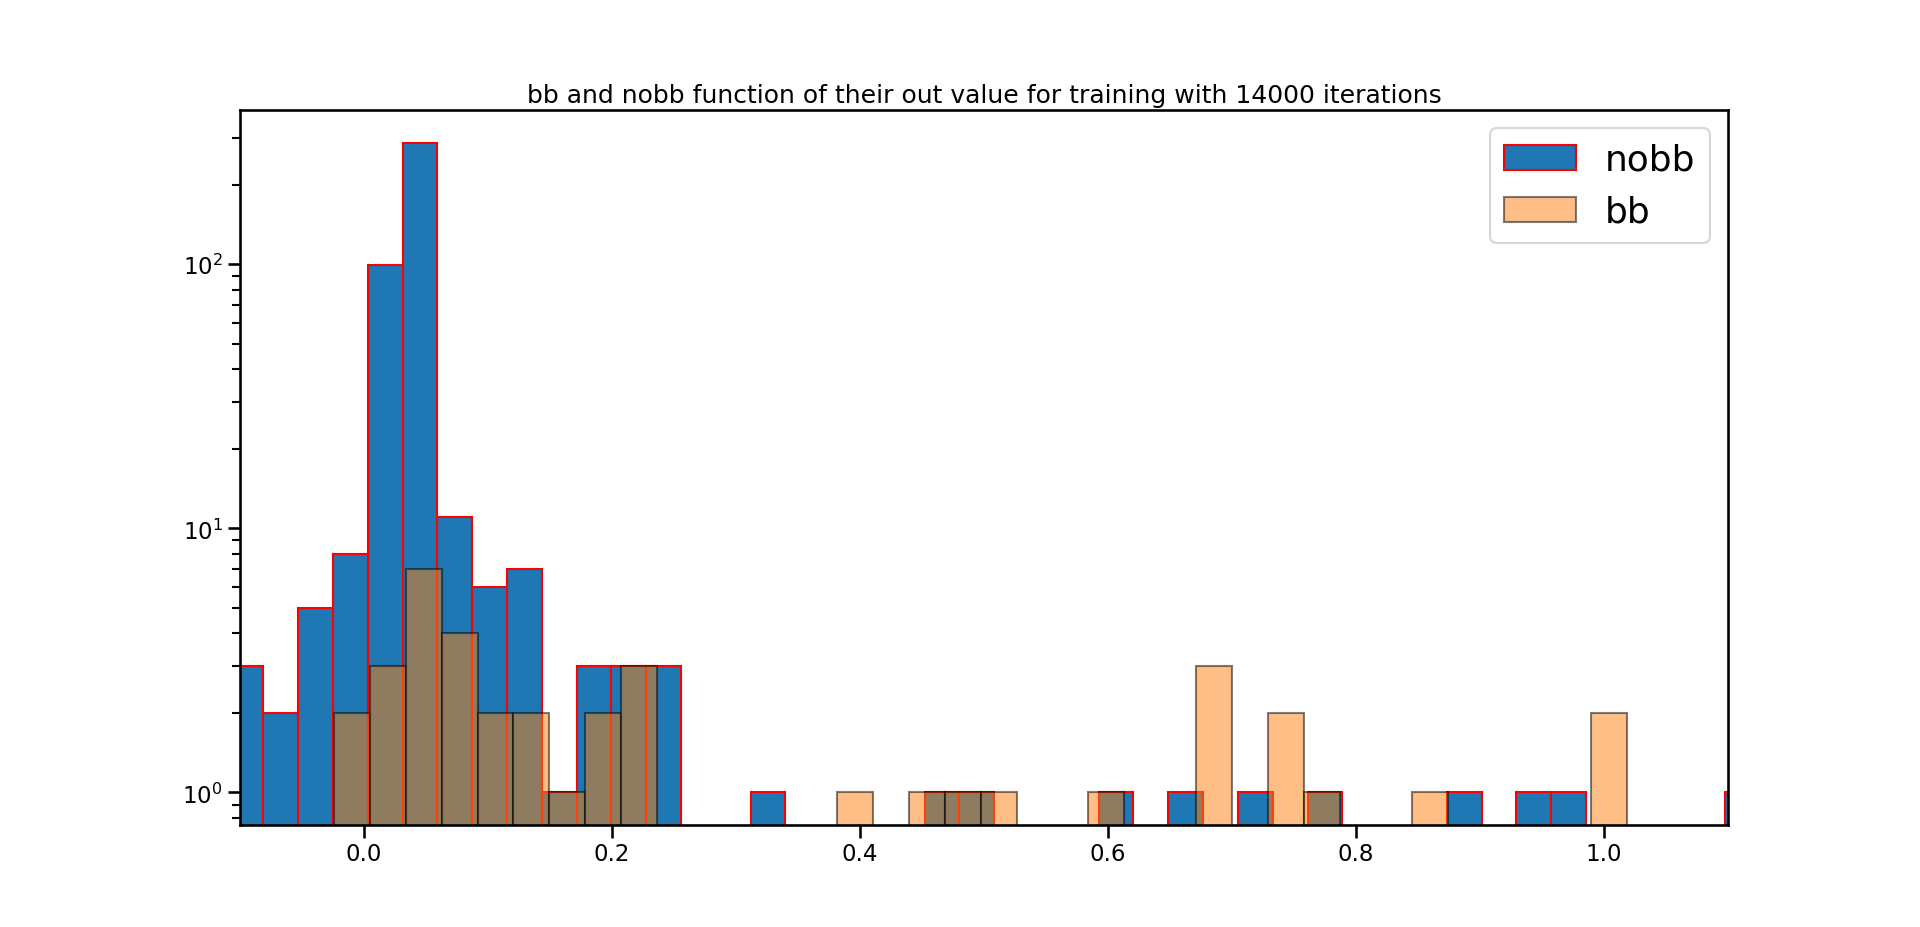 bb and nobb function of their out value for training with 14000 iterations
nobb
bb
10²
10¹
10⁰
0.0 0.2 0.4 0.6 0.8 1.0